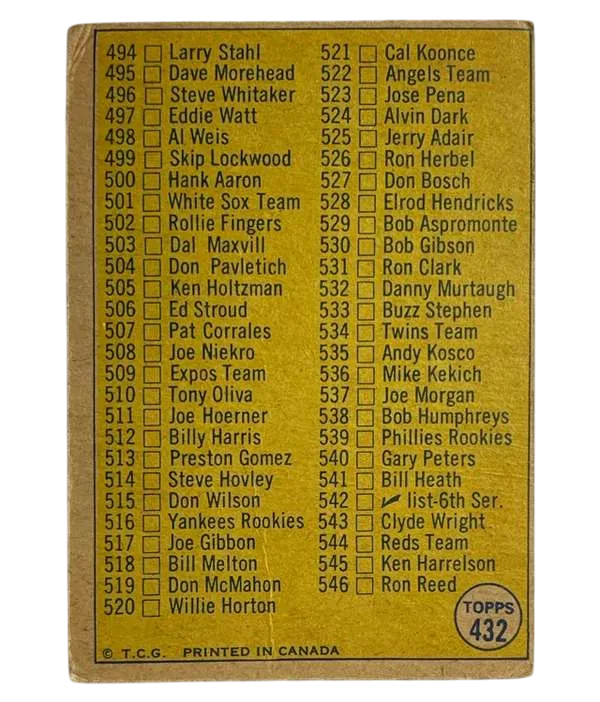 494 Larry Stahl
495 Dave Morehead
496 Steve Whitaker
497 Eddie Watt
498 Al Weis
499 Skip Lockwood
500 Hank Aaron
501 White Sox Team
502 Rollie Fingers
503 Dal Maxvill
504 Don Pavletich
505 Ken Holtzman
506 Ed Stroud
507 Pat Corrales
508 Joe Niekro
509 Expos Team
510 Tony Oliva
511 Joe Hoerner
512 Billy Harris
513 Preston Gomez
514 Steve Hovley
515 Don Wilson
516 Yankees Rookies
517 Joe Gibbon
518 Bill Melton
519 Don McMahon
520 Willie Horton
521 Cal Koonce
522 Angels Team
523 Jose Pena
524 Alvin Dark
525 Jerry Adair
526 Ron Herbel
527 Don Bosch
528 Elrod Hendricks
529 Bob Aspromonte
530 Bob Gibson
531 Ron Clark
532 Danny Murtaugh
533 Buzz Stephen
534 Twins Team
535 Andy Kosco
536 Mike Kekich
537 Joe Morgan
538 Bob Humphreys
539 Phillies Rookies
540 Gary Peters
541 Bill Heath
542 ✓ list-6th Ser.
543 Clyde Wright
544 Reds Team
545 Ken Harrelson
546 Ron Reed
TOPPS
432
© T.C.G. PRINTED IN CANADA